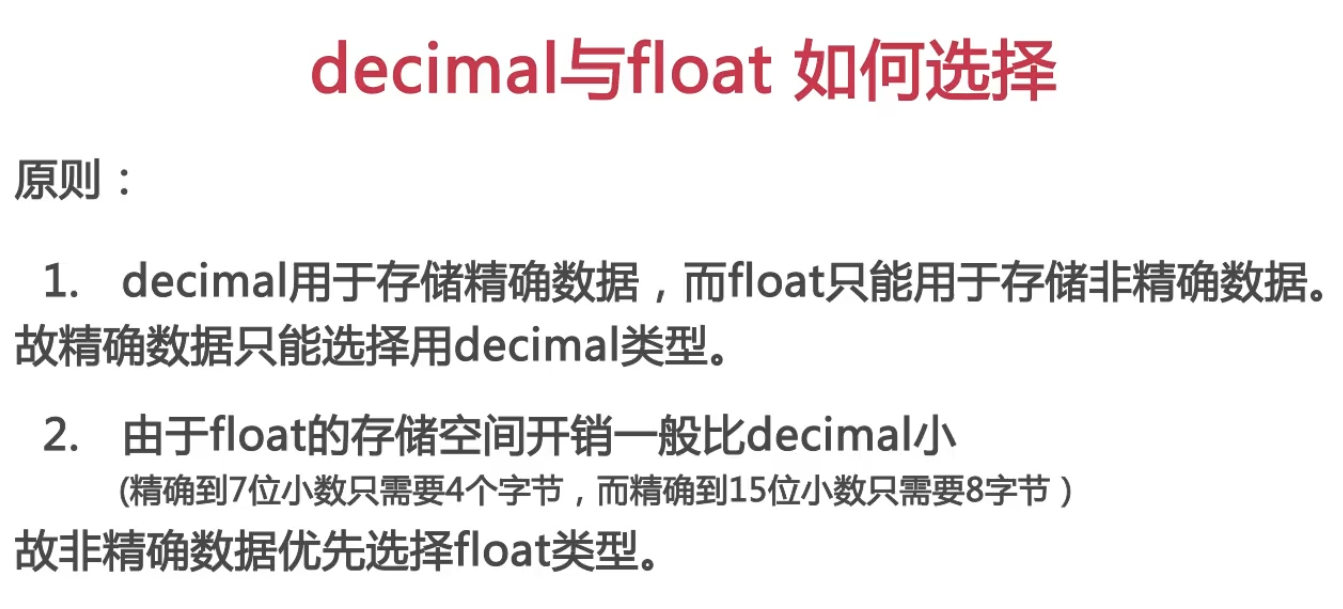 decimal与float 如何选择
原则：
1. decimal用于存储精确数据，而float只能用于存储非精确数据。
故精确数据只能选择用decimal类型。
2. 由于float的存储空间开销一般比decimal小
(精确到7位小数只需要4个字节，而精确到15位小数只需要8字节）
故非精确数据优先选择float类型。